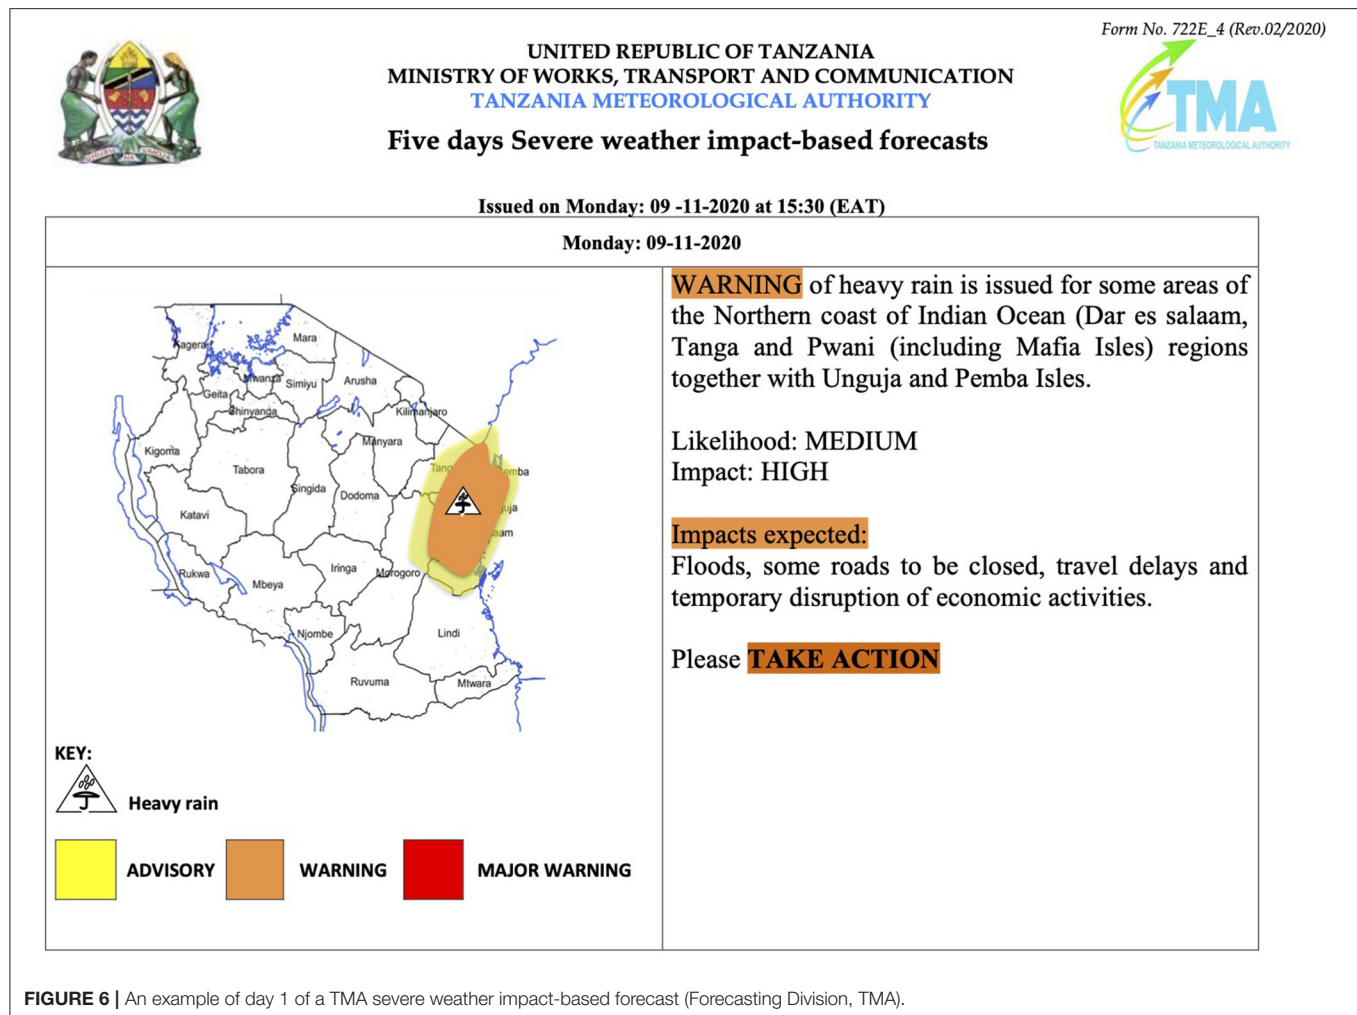 Form No. 722E_4 (Rev.02/2020)
UNITED REPUBLIC OF TANZANIA
MINISTRY OF WORKS, TRANSPORT AND COMMUNICATION
TANZANIA METEOROLOGICAL AUTHORITY
Five days Severe weather impact-based forecasts
TMA
TANZANIA METEOROLOGICAL AUTHORITY
Issued on Monday: 09 -11-2020 at 15:30 (EAT)
Monday: 09-11-2020
Kagera
Mara
Mwanza
Simiyu
Arusha
Geita
Shinyanga
Kilimanjaro
Manyara
Kigoma
Tabora
Tang
emba
Singida
Dodoma
Katavi
uja
aam
Rukwa
Mbeya
Iringa
Morogoro
Njombe
Lindi
Ruvuma
Mtwara
KEY:
Heavy rain
ADVISORY
WARNING
MAJOR WARNING
WARNING of heavy rain is issued for some areas of
the Northern coast of Indian Ocean (Dar es salaam,
Tanga and Pwani (including Mafia Isles) regions
together with Unguja and Pemba Isles.
Likelihood: MEDIUM
Impact: HIGH
Impacts expected:
Floods, some roads to be closed, travel delays and
temporary disruption of economic activities.
Please TAKE ACTION
FIGURE 6 | An example of day 1 of a TMA severe weather impact-based forecast (Forecasting Division, TMA).